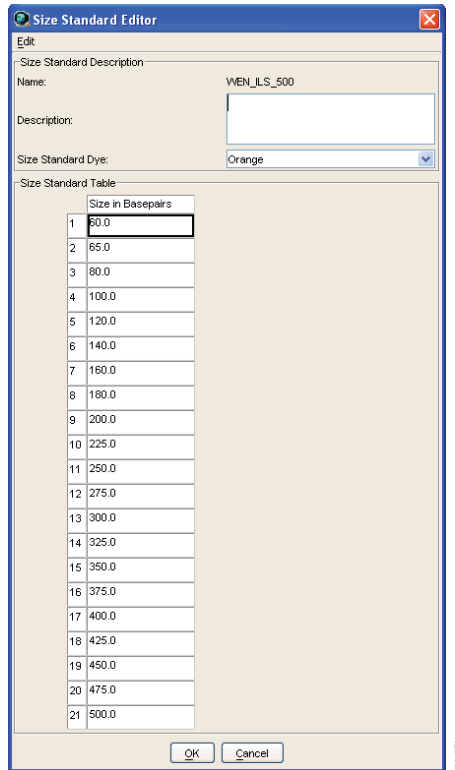 Size Standard Editor
Edit
Size Standard Description
Name: WEN_ILS_500
Description:
Size Standard Dye: Orange
Size Standard Table
Size in Basepairs
1 60.0
2 65.0
3 80.0
4 100.0
5 120.0
6 140.0
7 160.0
8 180.0
9 200.0
10 225.0
11 250.0
12 275.0
13 300.0
14 325.0
15 350.0
16 375.0
17 400.0
18 425.0
19 450.0
20 475.0
21 500.0
OK Cancel